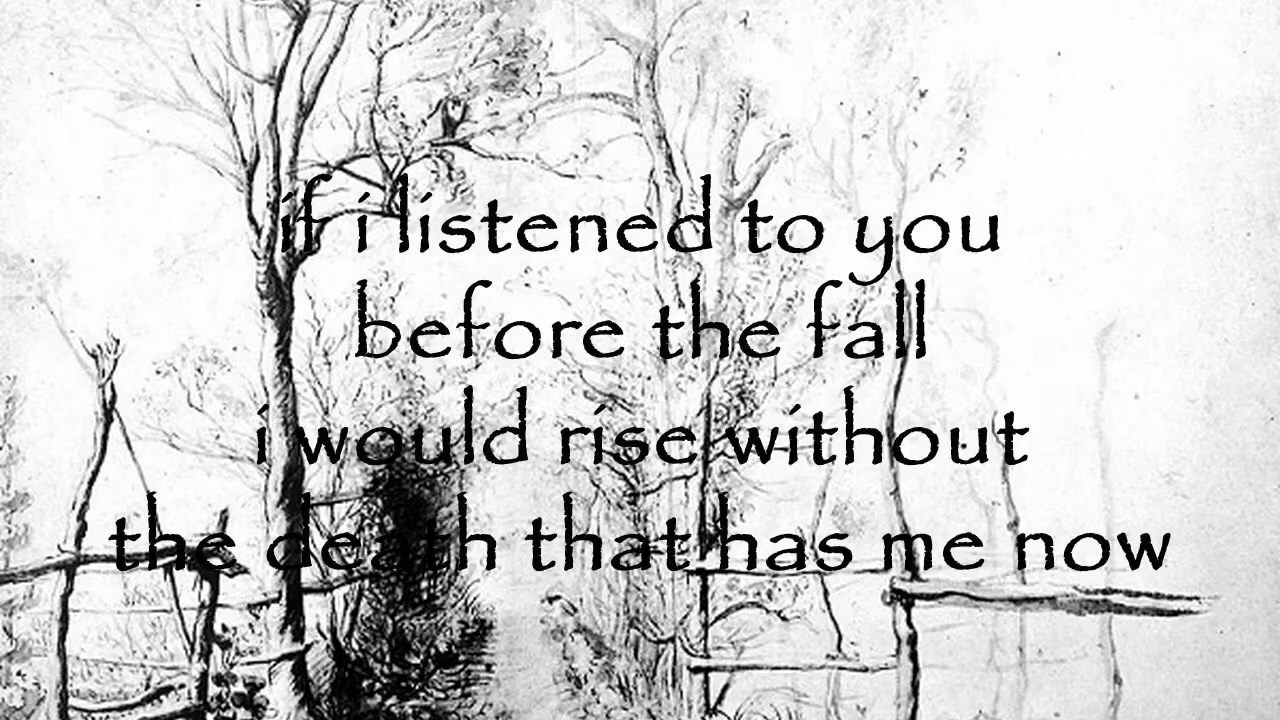 if i listened to you
before the fall
i would rise without
the death that has me now